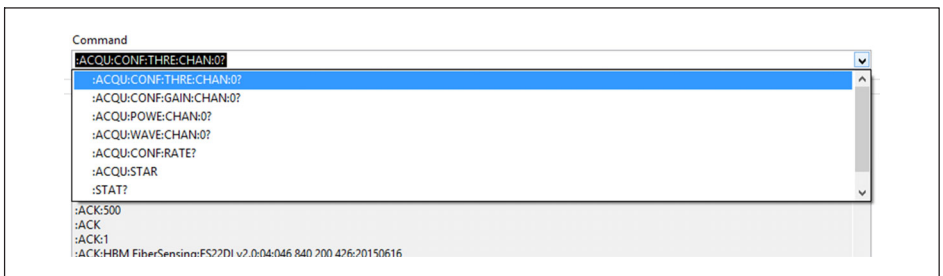 Command
:ACQU:CONF:THRE:CHAN:0?
:ACQU:CONF:THRE:CHAN:0?
:ACQU:CONF:GAIN:CHAN:0?
:ACQU:POWE:CHAN:0?
:ACQU:WAVE:CHAN:0?
:ACQU:CONF:RATE?
:ACQU:STAR
:STAT?
:ACK:500
:ACK
:ACK:1
:ACK:HBM FiberSensing:FS22DI v2.0:04:046 840 200 426:20150616